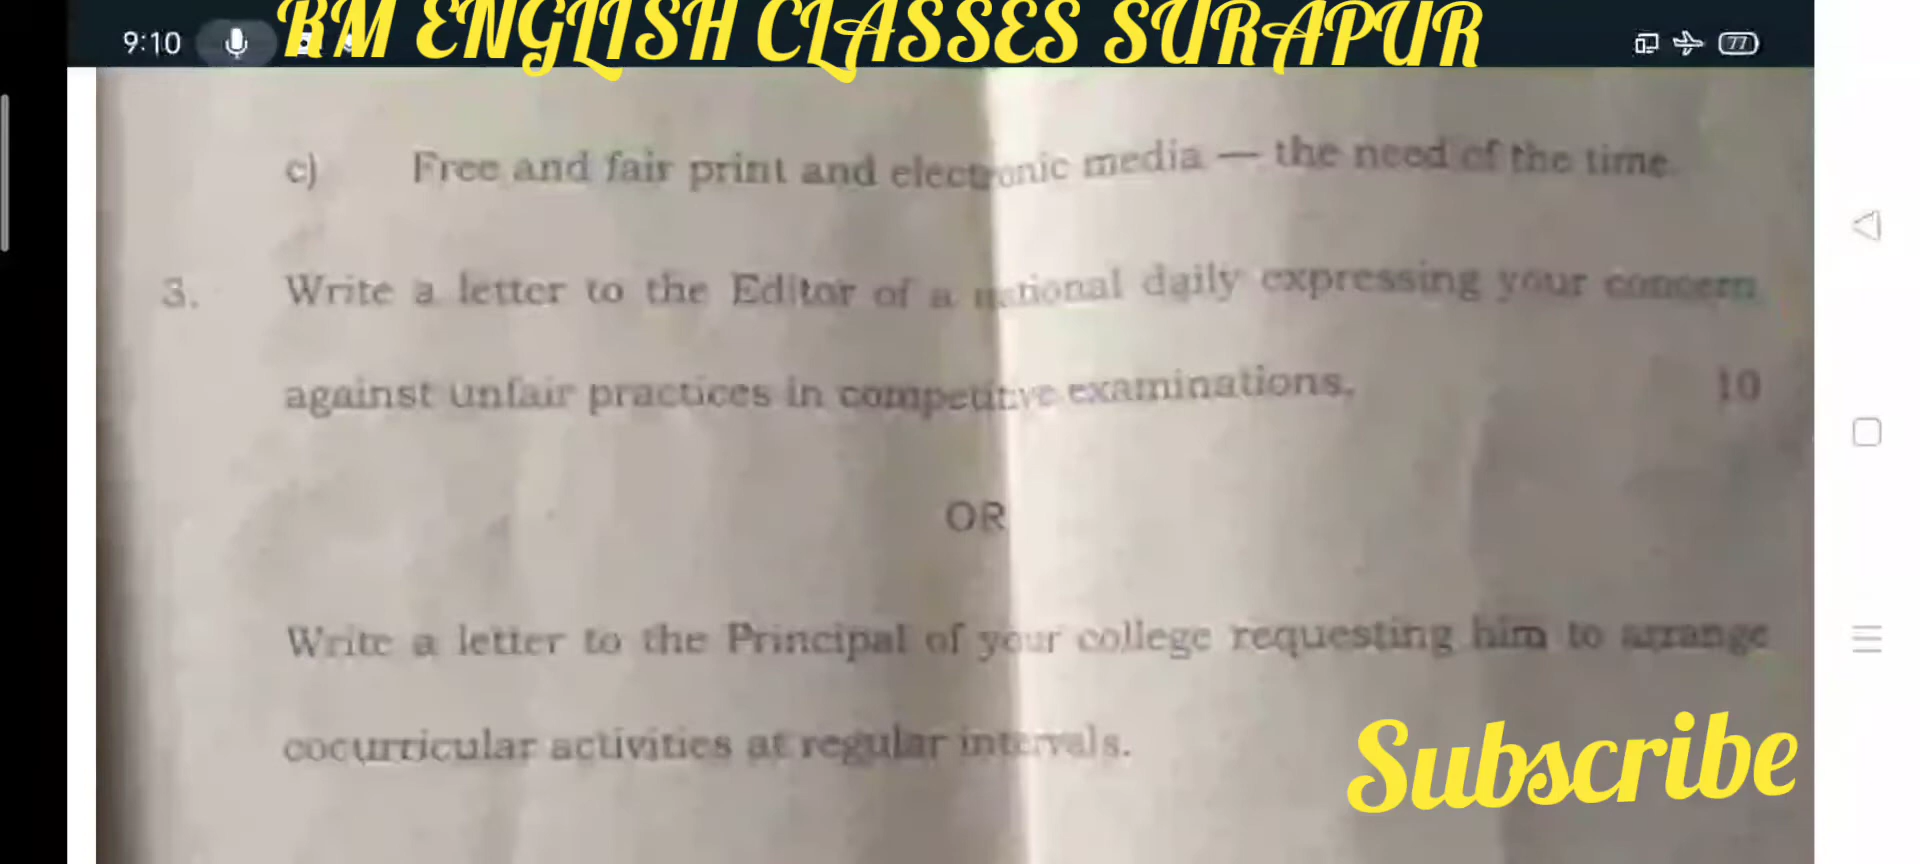 9:10
RM ENGLISH CLASSES SURAPUR
77
c) Free and fair print and electronic media — the need of the time.
3. Write a letter to the Editor of a national daily expressing your concern
against unfair practices in competitive examinations. 10
OR
Write a letter to the Principal of your college requesting him to arrange
cocurricular activities at regular intervals.
Subscribe